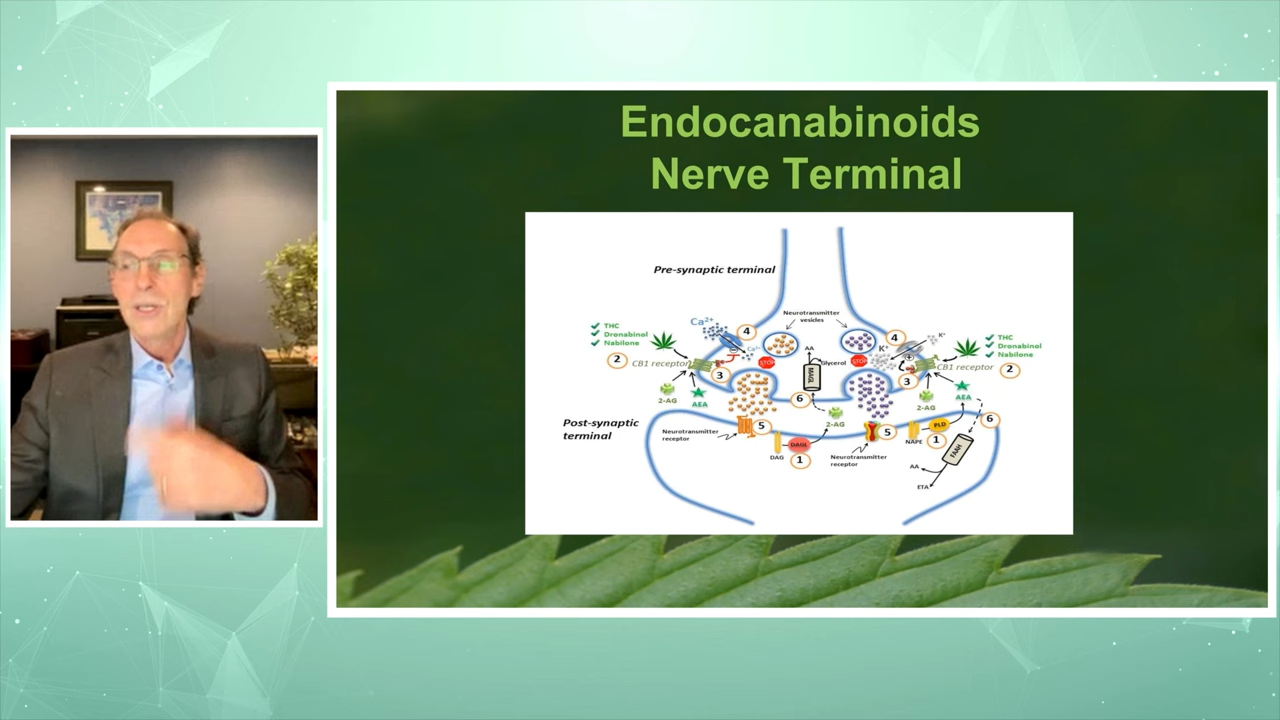 Endocanabinoids
Nerve Terminal
Pre-synaptic terminal
Neurotransmitter
vesicles
THC
Dronabinol
Nabilone
Ca2+
4
Ca2+
STOP
AA
Glycerol
MAGL
STOP
K+
4
K+
THC
Dronabinol
Nabilone
2
CB1 receptor
3
2-AG
AEA
6
2-AG
3
CB1 receptor
2
2-AG
AEA
Post-synaptic
terminal
Neurotransmitter
receptor
5
DAG
DAGL
1
Neurotransmitter
receptor
5
NAPE
PLD
1
6
FAAH
AA
ETA